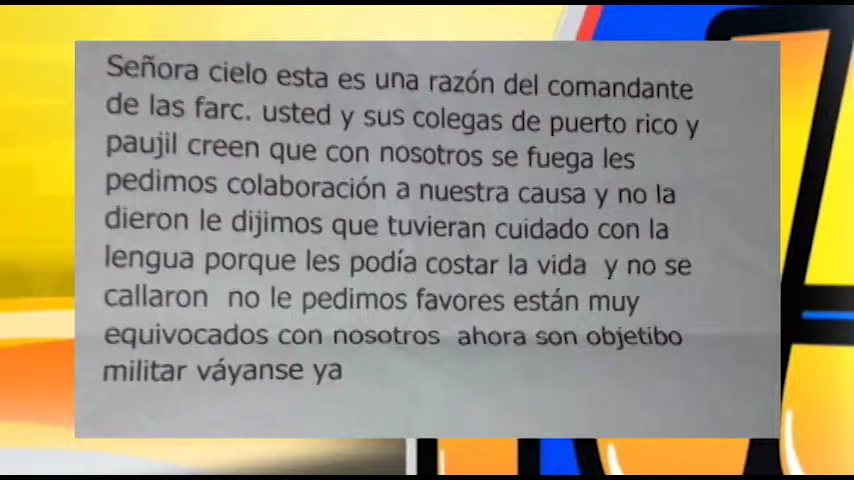 Señora cielo esta es una razón del comandante
de las farc. usted y sus colegas de puerto rico y
paujil creen que con nosotros se fuega les
pedimos colaboración a nuestra causa y no la
dieron le dijimos que tuvieran cuidado con la
lengua porque les podía costar la vida y no se
callaron no le pedimos favores están muy
equivocados con nosotros ahora son objetibo
militar váyanse ya